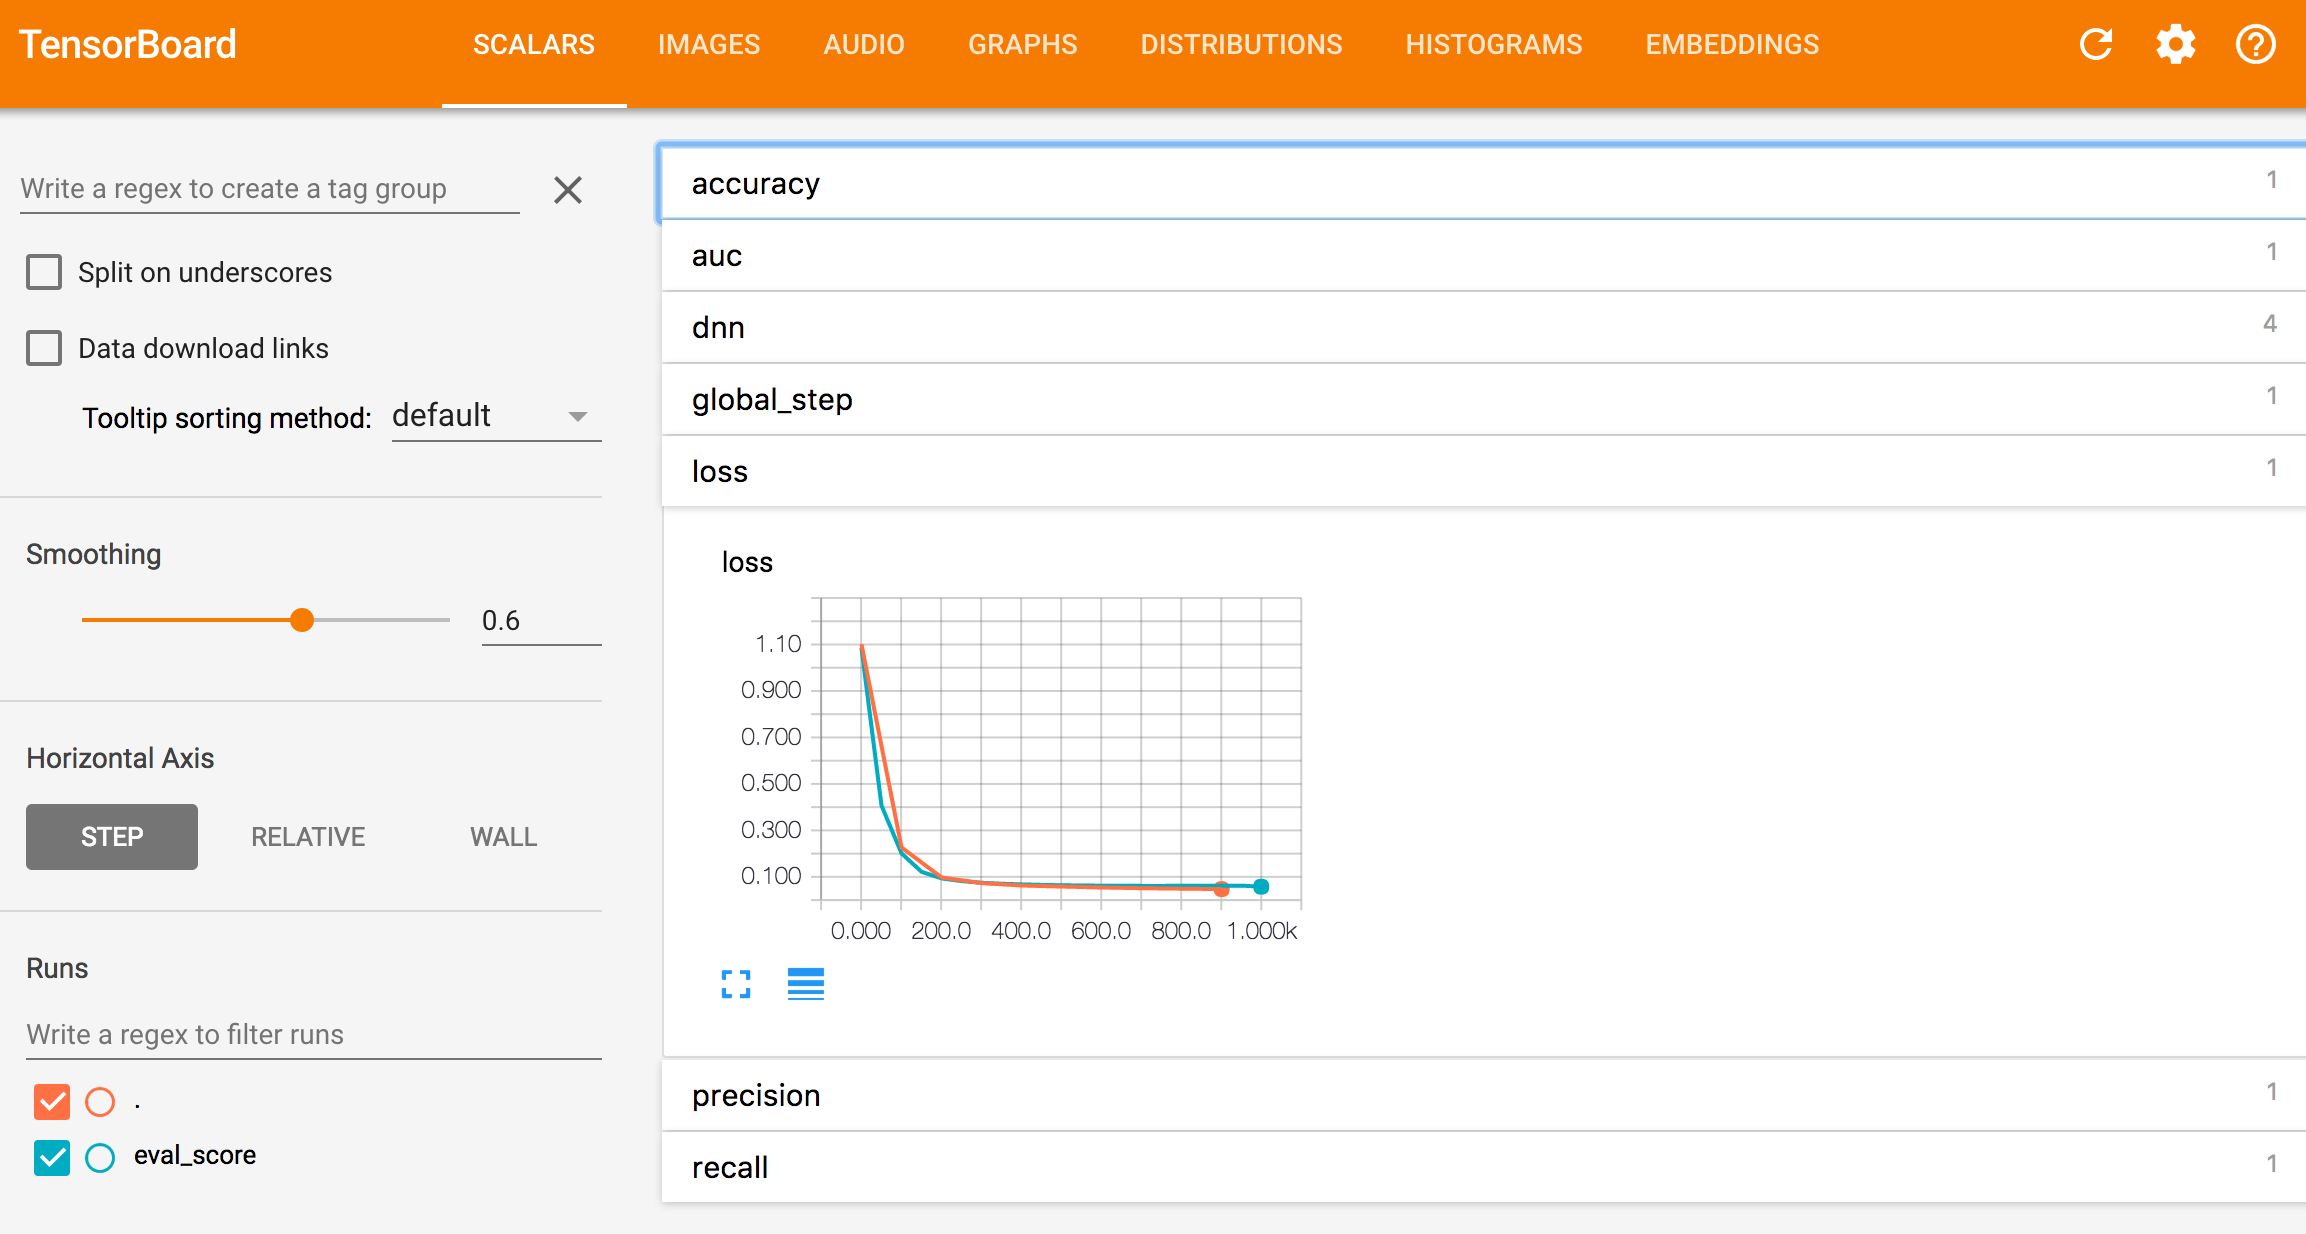 TensorBoard SCALARS IMAGES AUDIO GRAPHS DISTRIBUTIONS HISTOGRAMS EMBEDDINGS
Write a regex to create a tag group
Split on underscores
Data download links
Tooltip sorting method: default
Smoothing
0.6
Horizontal Axis
STEP RELATIVE WALL
Runs
Write a regex to filter runs
.
eval_score
accuracy 1
auc 1
dnn 4
global_step 1
loss 1
loss
1.10
0.900
0.700
0.500
0.300
0.100
0.000 200.0 400.0 600.0 800.0 1.000k
precision 1
recall 1